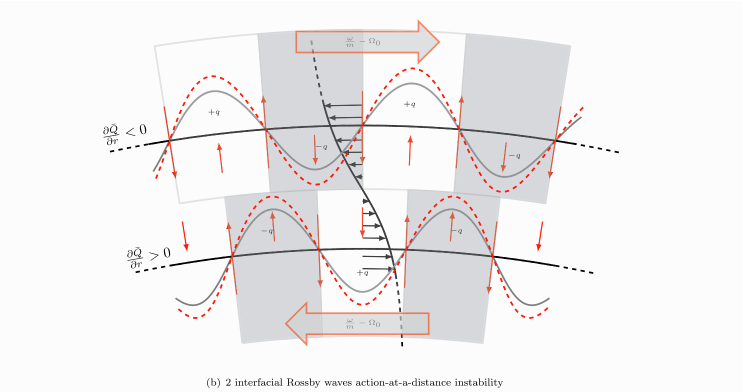 ω/m − Ω₀
+q
+q
∂Q̄/∂r < 0
−q
−q
−q
−q
∂Q̄/∂r > 0
+q
ω/m − Ω₀
(b) 2 interfacial Rossby waves action-at-a-distance instability